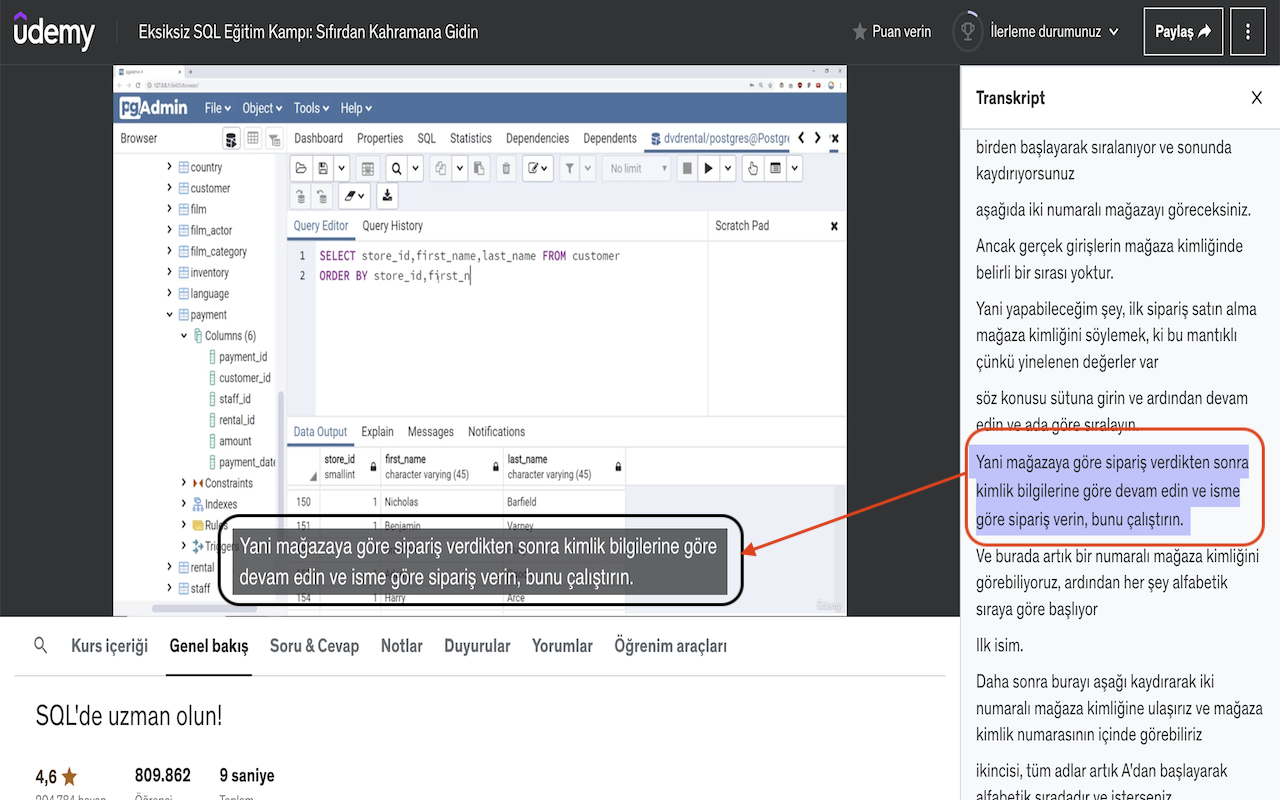 ûdemy
Eksiksiz SQL Eğitim Kampı: Sıfırdan Kahramana Gidin
Puan verin
İlerleme durumunuz
Paylaş
pgAdmin
File
Object
Tools
Help
Browser
Dashboard
Properties
SQL
Statistics
Dependencies
Dependents
dvdrental/postgres@Postgre
No limit
country
customer
film
film_actor
film_category
inventory
language
payment
Columns (6)
payment_id
customer_id
staff_id
rental_id
amount
payment_date
Constraints
Indexes
Rules
Triggers
rental
staff
Query Editor
Query History
Scratch Pad
1 SELECT store_id,first_name,last_name FROM customer
2 ORDER BY store_id,first_n
Data Output
Explain
Messages
Notifications
store_id
smallint
first_name
character varying (45)
last_name
character varying (45)
150 1 Nicholas Barfield
151 1 Benjamin Varney
154 1 Harry Arce
Yani mağazaya göre sipariş verdikten sonra kimlik bilgilerine göre
devam edin ve isme göre sipariş verin, bunu çalıştırın.
ûdemy
Transkript
birden başlayarak sıralanıyor ve sonunda
kaydırıyorsunuz
aşağıda iki numaralı mağazayı göreceksiniz.
Ancak gerçek girişlerin mağaza kimliğinde
belirli bir sırası yoktur.
Yani yapabileceğim şey, ilk sipariş satın alma
mağaza kimliğini söylemek, ki bu mantıklı
çünkü yinelenen değerler var
söz konusu sütuna girin ve ardından devam
edin ve ada göre sıralayın.
Yani mağazaya göre sipariş verdikten sonra
kimlik bilgilerine göre devam edin ve isme
göre sipariş verin, bunu çalıştırın.
Ve burada artık bir numaralı mağaza kimliğini
görebiliyoruz, ardından her şey alfabetik
sıraya göre başlıyor
Ilk isim.
Daha sonra burayı aşağı kaydırarak iki
numaralı mağaza kimliğine ulaşırız ve mağaza
kimlik numarasının içinde görebiliriz
ikincisi, tüm adlar artık A'dan başlayarak
alfabetik sıradadır ve isterseniz
Kurs içeriği
Genel bakış
Soru & Cevap
Notlar
Duyurular
Yorumlar
Öğrenim araçları
SQL'de uzman olun!
4,6
809.862
9 saniye
Öğrenci
Toplam